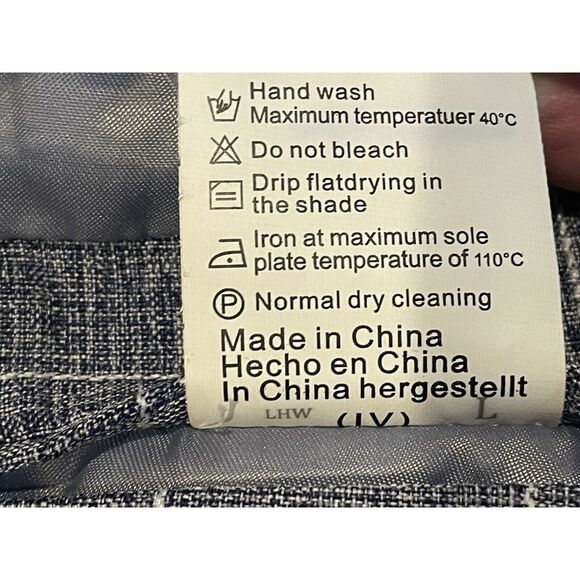 Hand wash
Maximum temperatuer 40°C
Do not bleach
Drip flatdrying in
the shade
Iron at maximum sole
plate temperature of 110°C
P Normal dry cleaning
Made in China
Hecho en China
In China hergestellt
LHW (IV) L